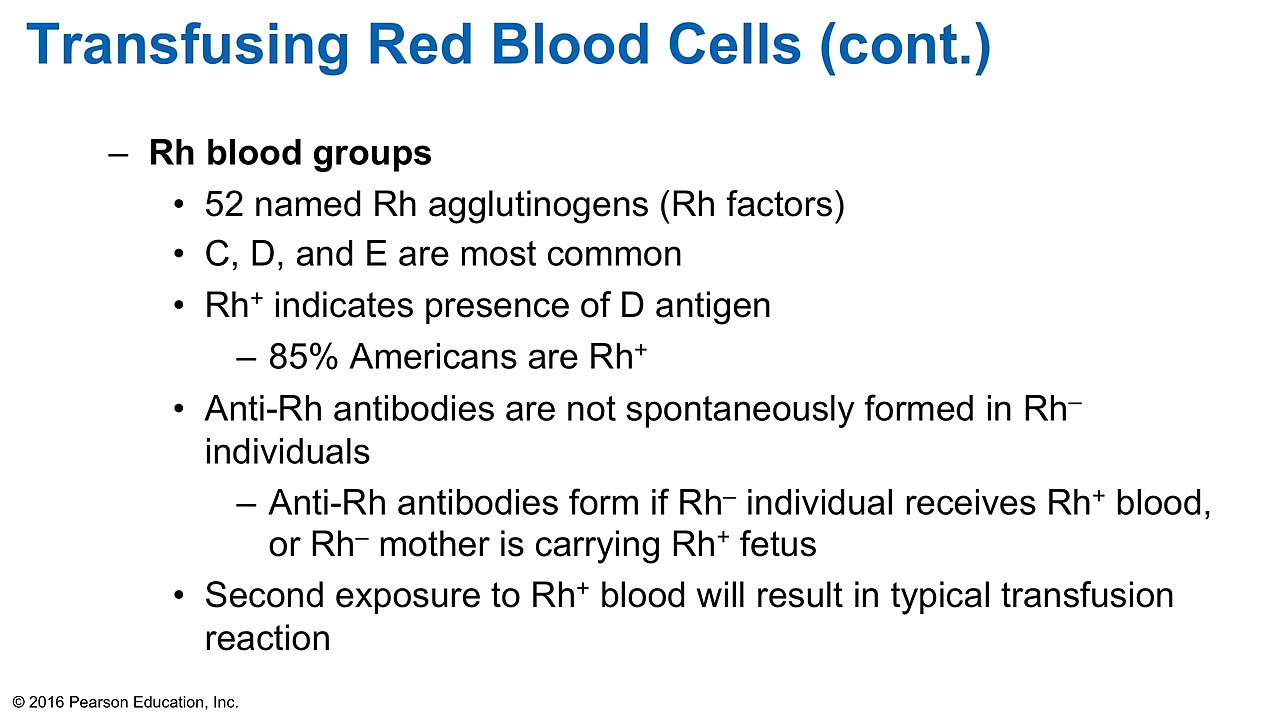 Transfusing Red Blood Cells (cont.)
– Rh blood groups
• 52 named Rh agglutinogens (Rh factors)
• C, D, and E are most common
• Rh⁺ indicates presence of D antigen
– 85% Americans are Rh⁺
• Anti-Rh antibodies are not spontaneously formed in Rh⁻
individuals
– Anti-Rh antibodies form if Rh⁻ individual receives Rh⁺ blood,
or Rh⁻ mother is carrying Rh⁺ fetus
• Second exposure to Rh⁺ blood will result in typical transfusion
reaction
© 2016 Pearson Education, Inc.